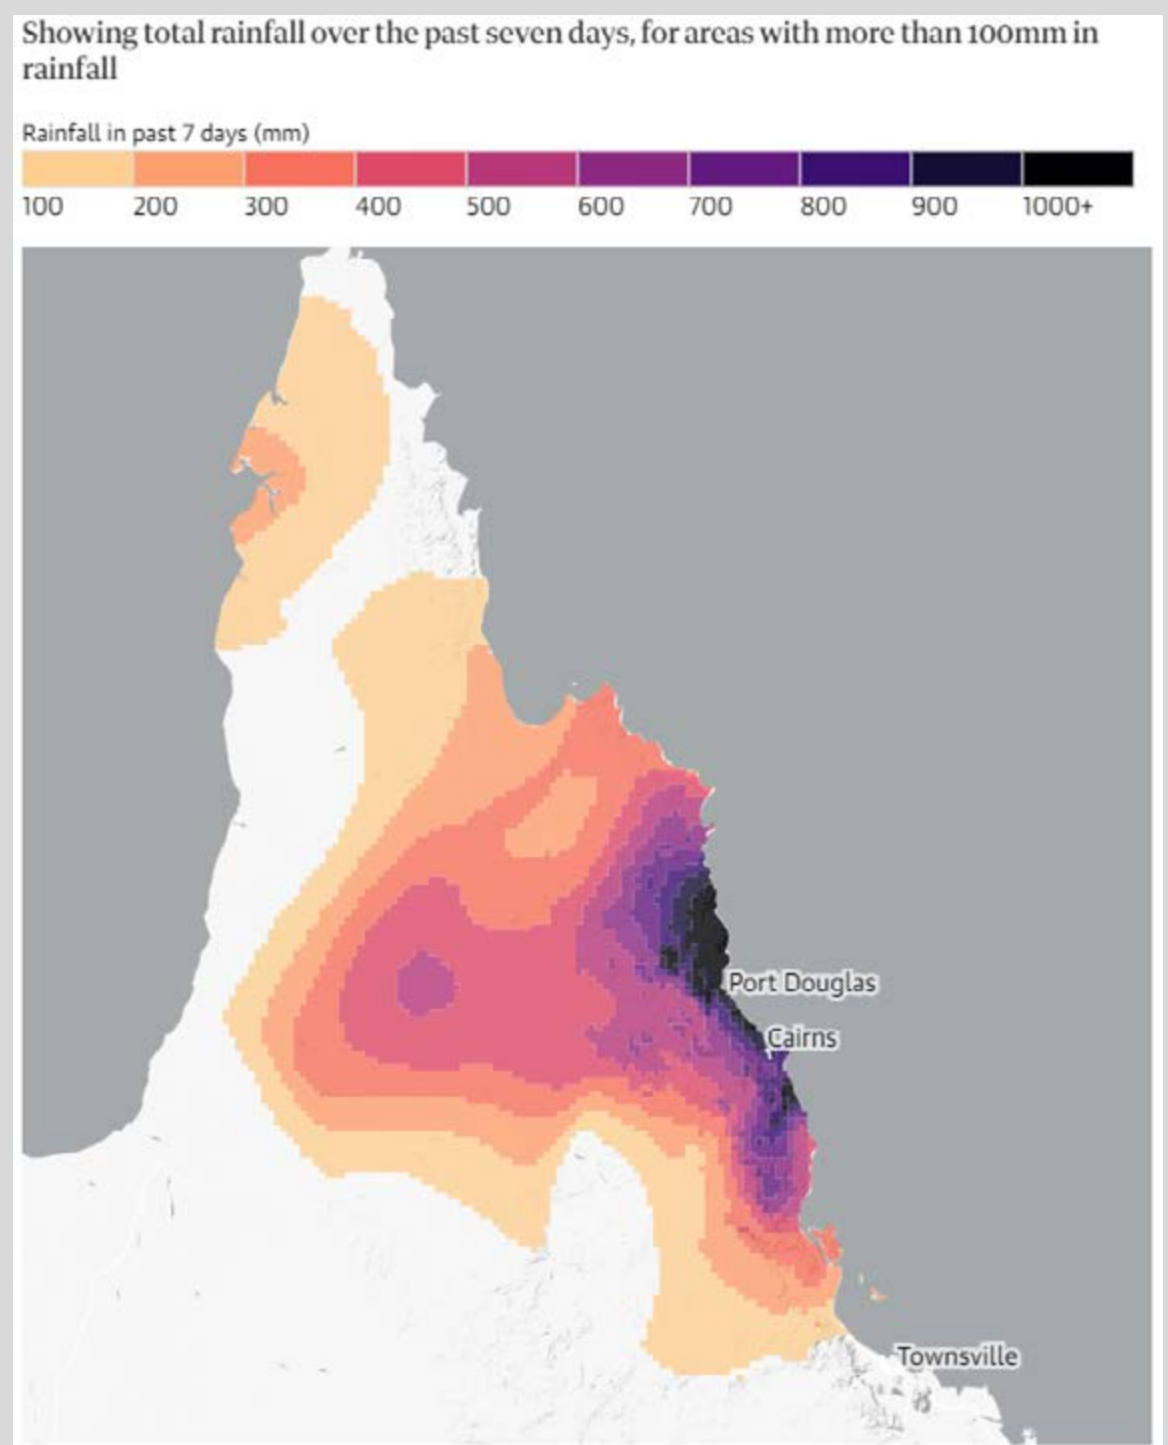 Showing total rainfall over the past seven days, for areas with more than 100mm in
rainfall
Rainfall in past 7 days (mm)
100 200 300 400 500 600 700 800 900 1000+
Port Douglas
Cairns
Townsville